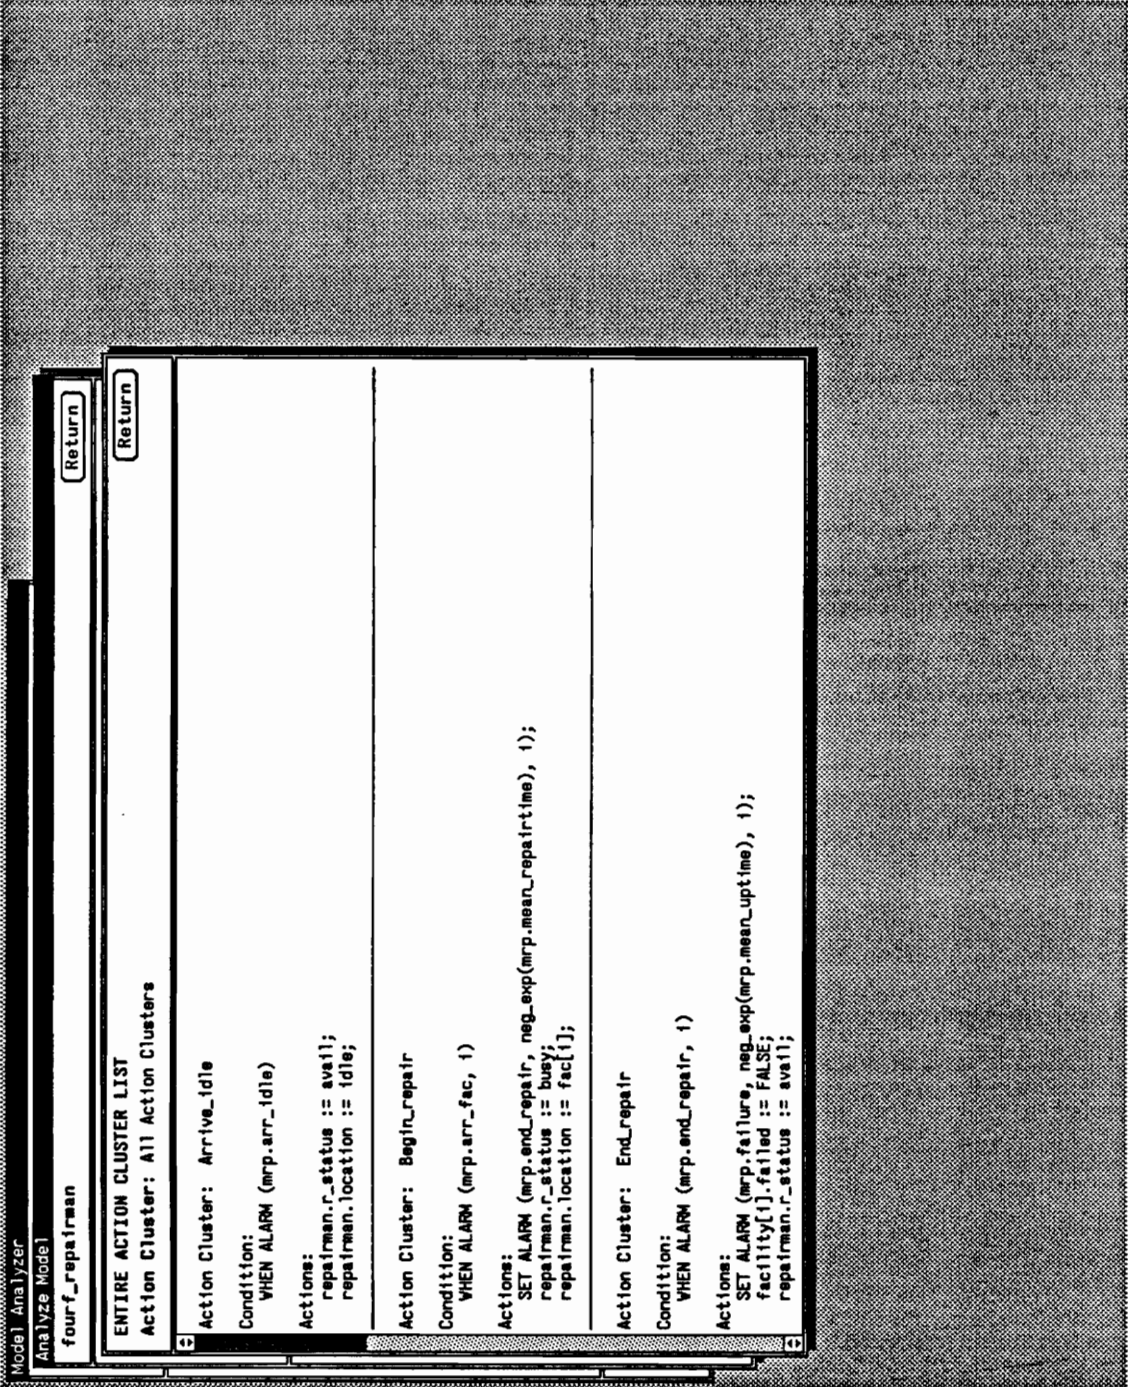 Model Analyzer
Analyze Model
fourf_repairman
Return
ENTIRE ACTION CLUSTER LIST
Action Cluster: All Action Clusters
Return
Action Cluster: Arrive_idle
Condition:
WHEN ALARM (mrp.arr_idle)
Actions:
repairman.r_status := avail;
repairman.location := idle;
Action Cluster: Begin_repair
Condition:
WHEN ALARM (mrp.arr_fac, i)
Actions:
SET ALARM (mrp.end_repair, neg_exp(mrp.mean_repairtime), i);
repairman.r_status := busy;
repairman.location := fac[i];
Action Cluster: End_repair
Condition:
WHEN ALARM (mrp.end_repair, i)
Actions:
SET ALARM (mrp.failure, neg_exp(mrp.mean_uptime), i);
facility[i].failed := FALSE;
repairman.r_status := avail;